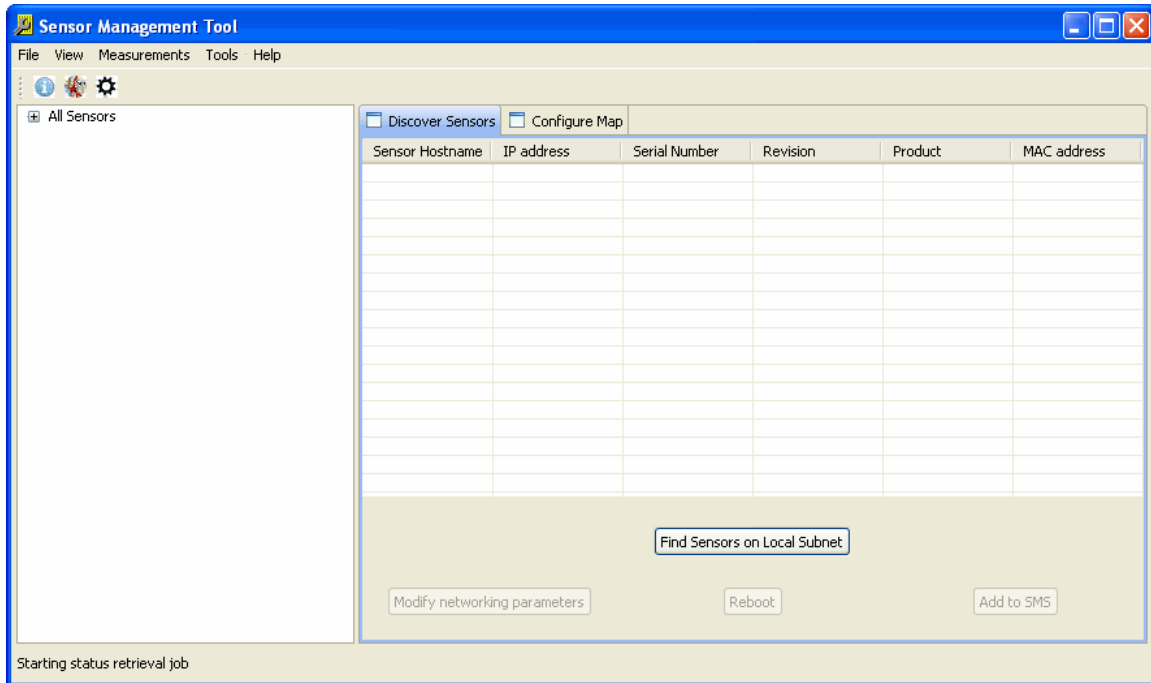 Sensor Management Tool
File View Measurements Tools Help
All Sensors
Discover Sensors Configure Map
Sensor Hostname IP address Serial Number Revision Product MAC address
Find Sensors on Local Subnet
Modify networking parameters Reboot Add to SMS
Starting status retrieval job